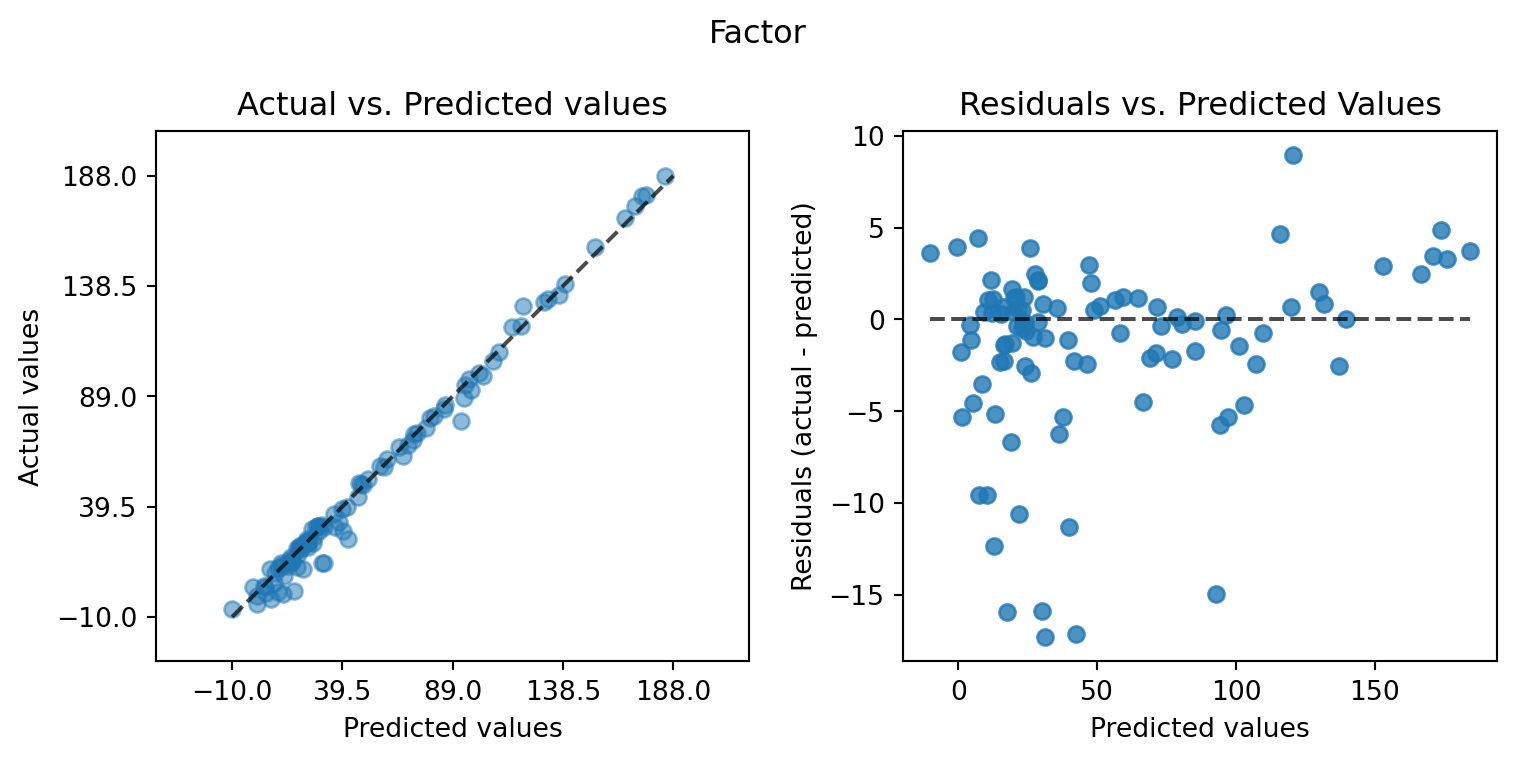 Factor
Actual vs. Predicted values
Actual values
188.0
138.5
89.0
39.5
−10.0
−10.0 39.5 89.0 138.5 188.0
Predicted values
Residuals vs. Predicted Values
Residuals (actual - predicted)
10
5
0
−5
−10
−15
0 50 100 150
Predicted values